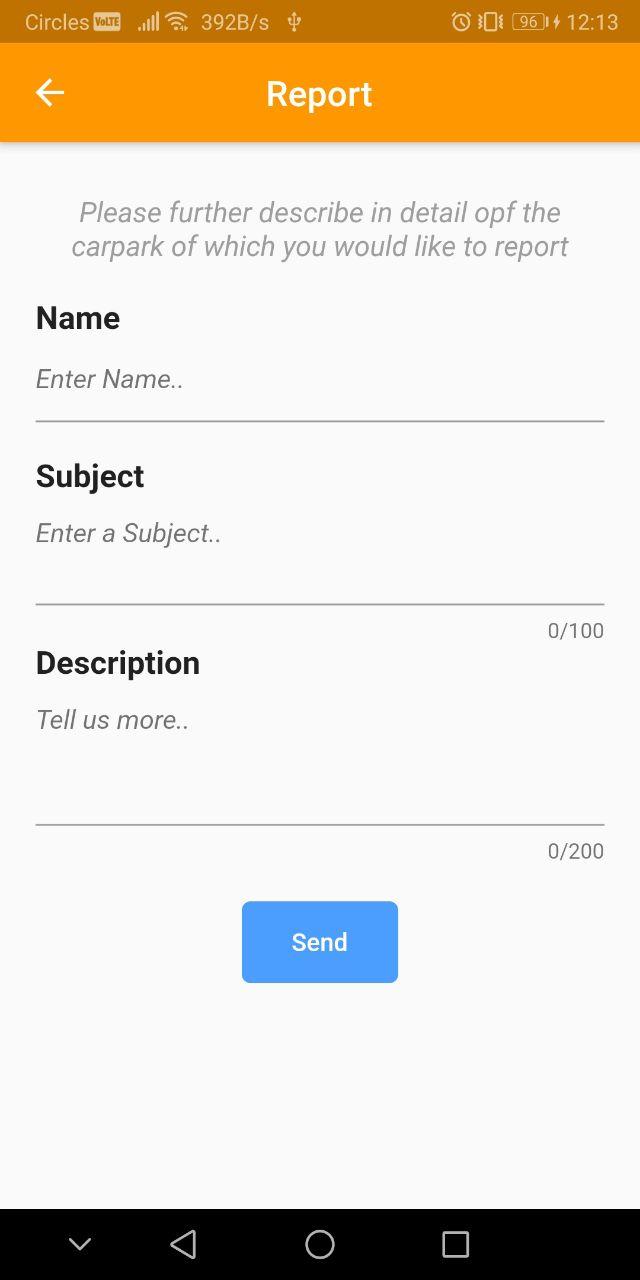 Circles VoLTE 392B/s 96 12:13
Report
Please further describe in detail opf the
carpark of which you would like to report
Name
Enter Name..
Subject
Enter a Subject..
0/100
Description
Tell us more..
0/200
Send